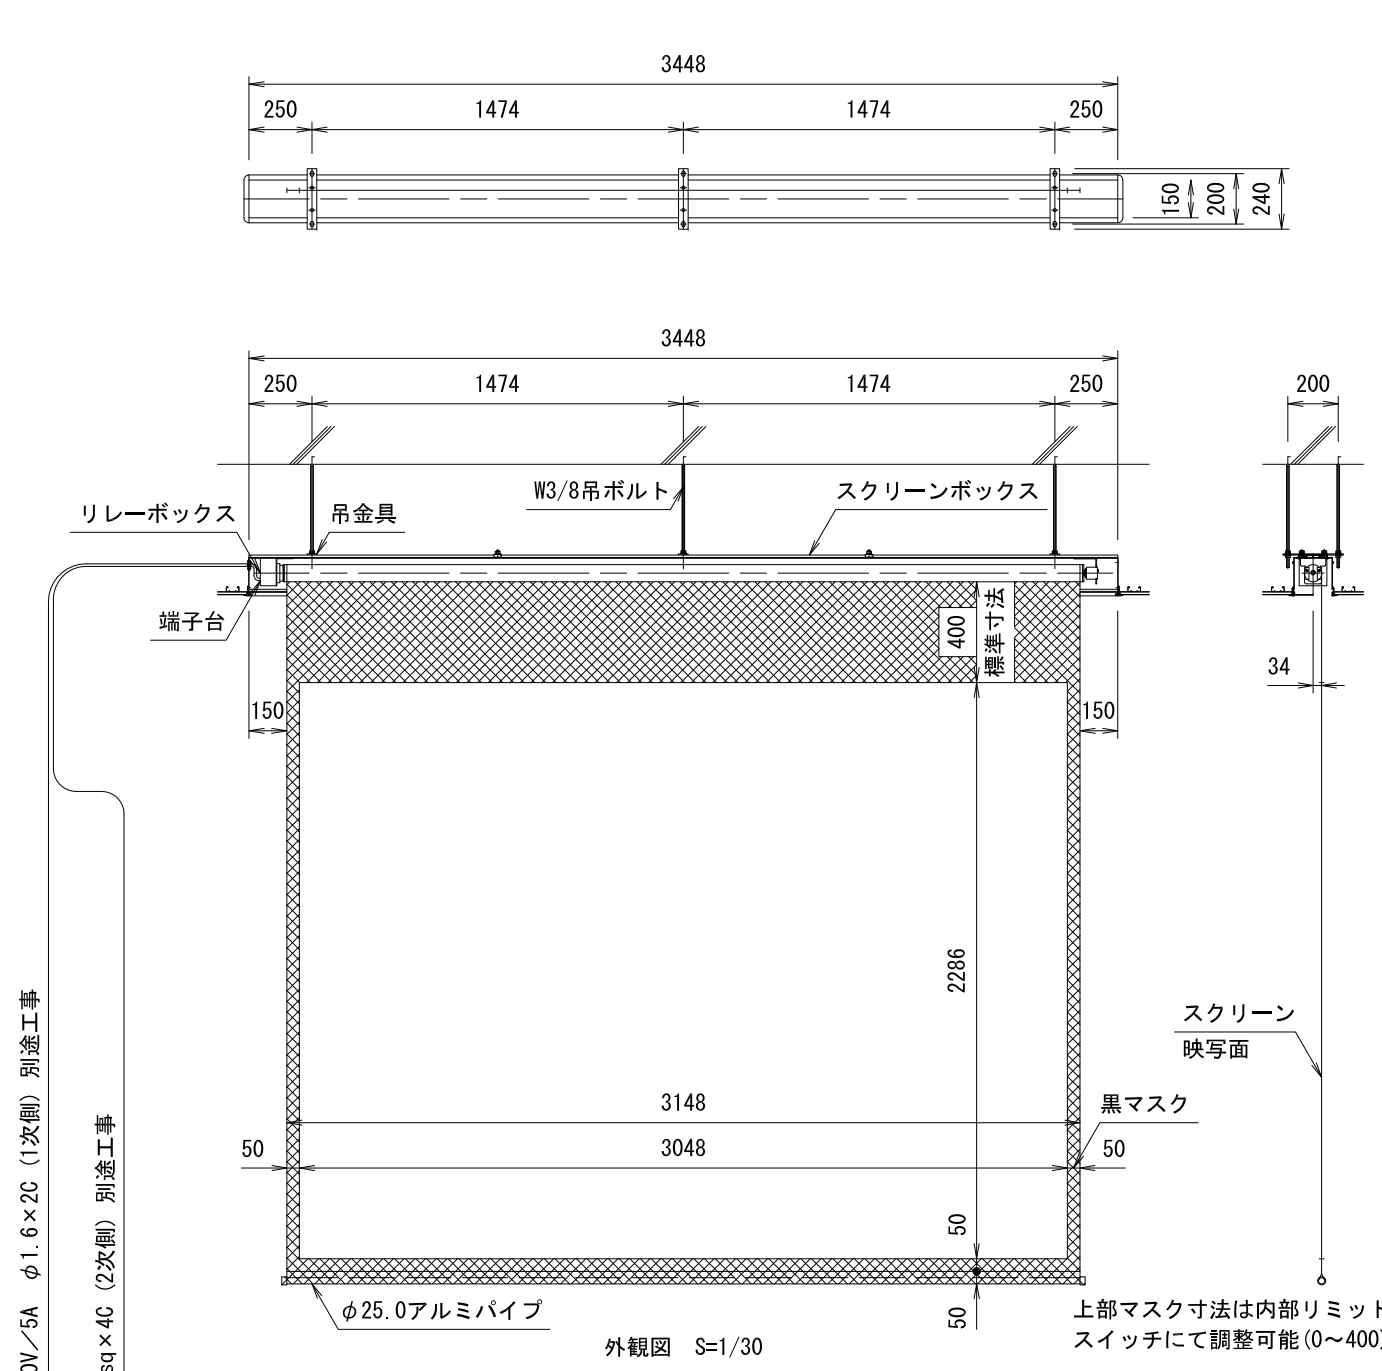 3448
250 1474 1474 250
150
200
240
3448
250 1474 1474 250
200
W3/8吊ボルト
スクリーンボックス
リレーボックス
吊金具
端子台
400
標準寸法
34
150
150
2286
スクリーン
映写面
3148
黒マスク
50
3048
50
50
50
φ25.0アルミパイプ
外観図 S=1/30
上部マスク寸法は内部リミット
スイッチにて調整可能(0～400)
0V／5A φ1.6×2C (1次側) 別途工事
sq×4C (2次側) 別途工事